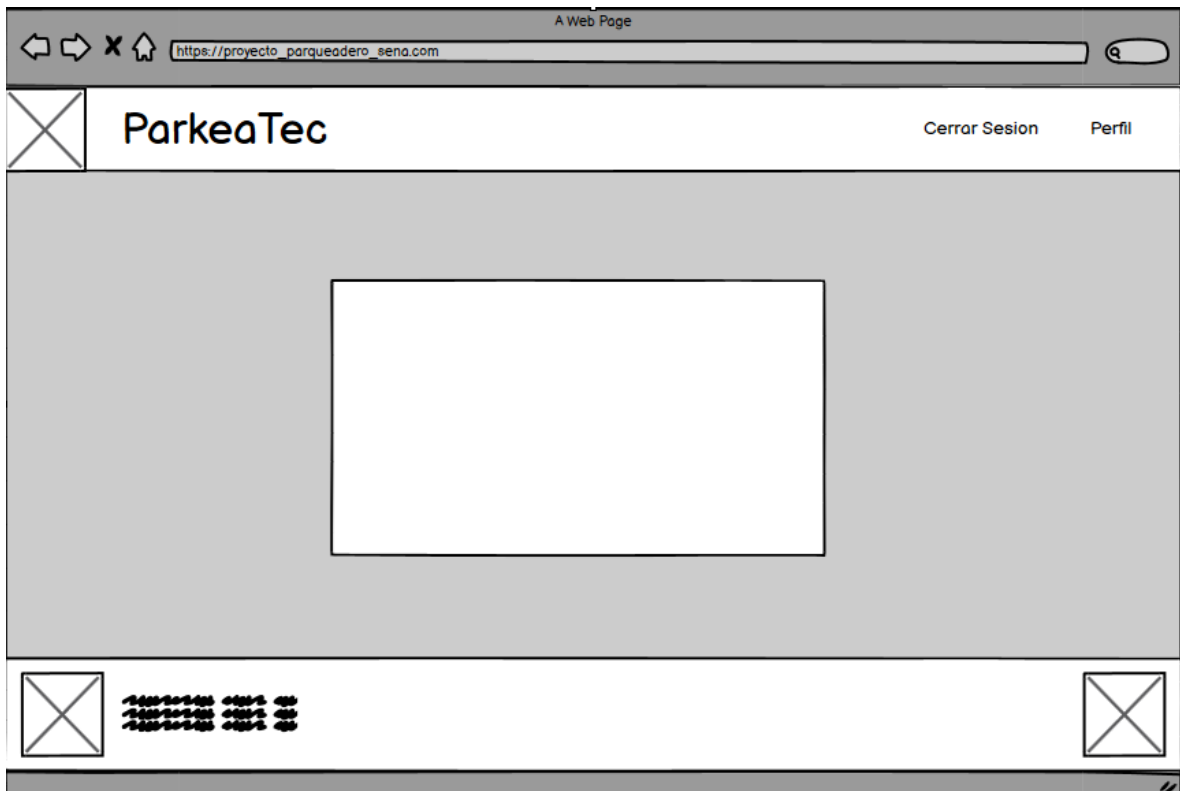 A Web Page
https://proyecto_parqueadero_sena.com
ParkeaTec
Cerrar Sesion
Perfil